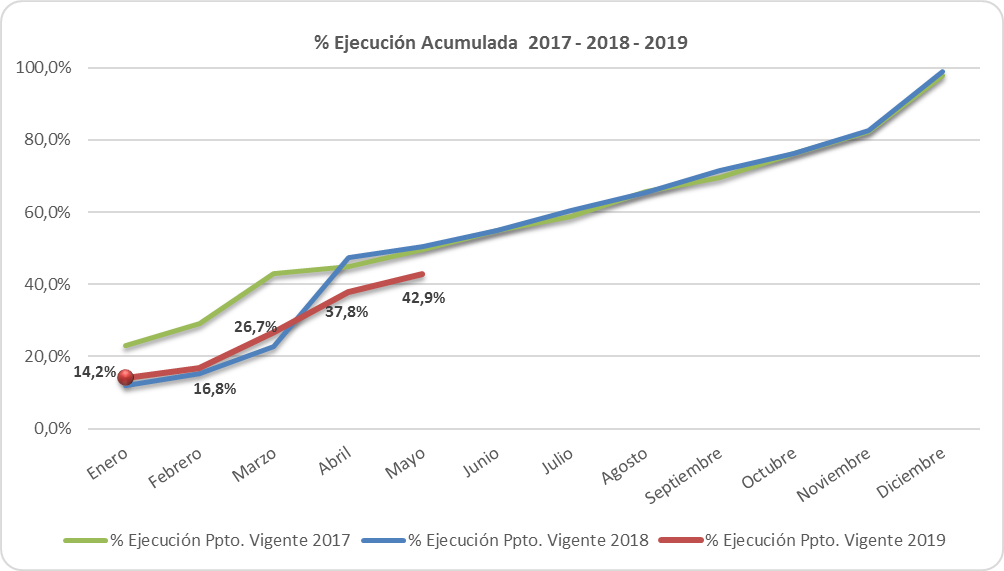 % Ejecución Acumulada 2017 - 2018 - 2019
100,0%
80,0%
60,0%
40,0%
20,0%
0,0%
14,2%
16,8%
26,7%
37,8%
42,9%
Enero
Febrero
Marzo
Abril
Mayo
Junio
Julio
Agosto
Septiembre
Octubre
Noviembre
Diciembre
% Ejecución Ppto. Vigente 2017
% Ejecución Ppto. Vigente 2018
% Ejecución Ppto. Vigente 2019